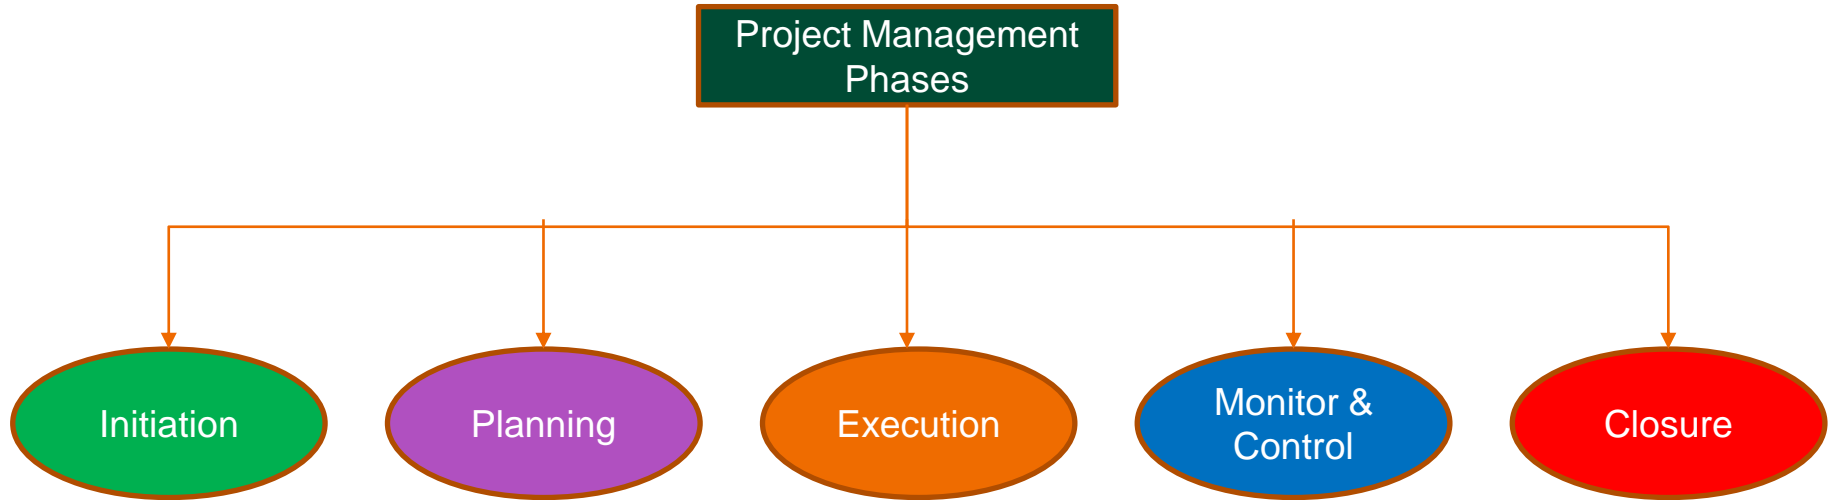 Project Management
Phases
Initiation
Planning
Execution
Monitor &
Control
Closure